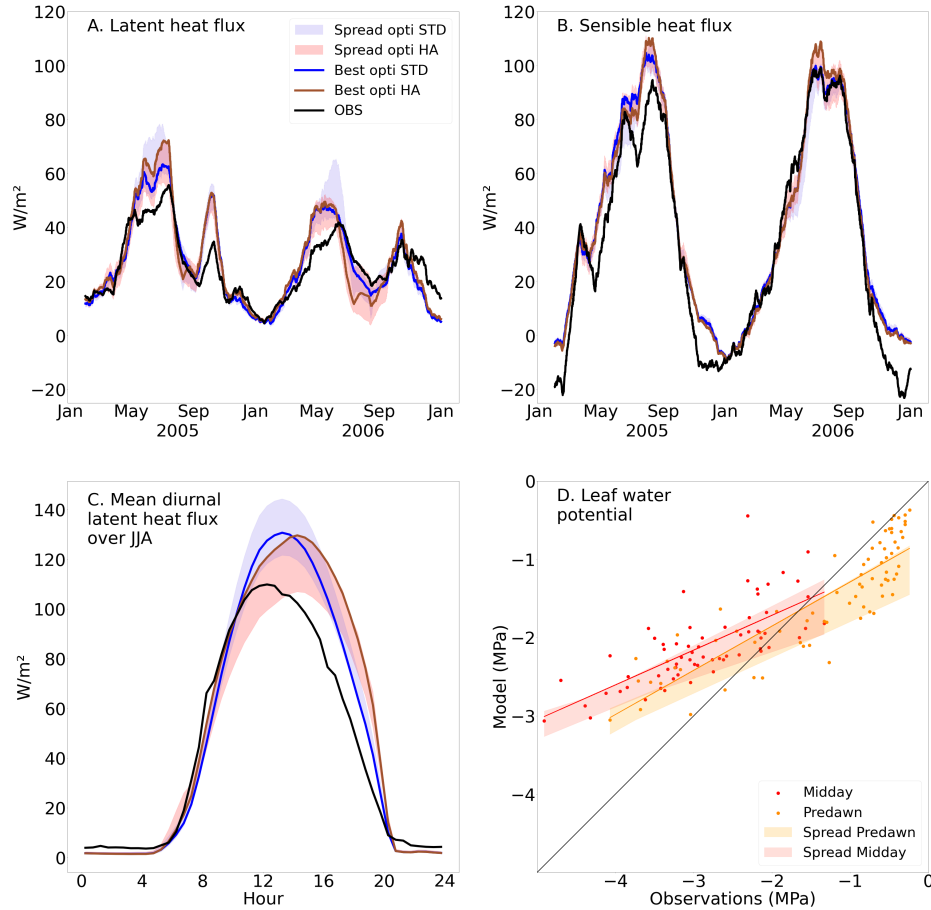 A. Latent heat flux
Spread opti STD
Spread opti HA
Best opti STD
Best opti HA
OBS
120
100
80
60
40
20
0
−20
W/m²
Jan
May
Sep
Jan
May
Sep
Jan
2005
2006
B. Sensible heat flux
120
100
80
60
40
20
0
−20
W/m²
Jan
May
Sep
Jan
May
Sep
Jan
2005
2006
C. Mean diurnal
latent heat flux
over JJA
140
120
100
80
60
40
20
0
W/m²
0
4
8
12
16
20
24
Hour
D. Leaf water
potential
0
−1
−2
−3
−4
Model (MPa)
Midday
Predawn
Spread Predawn
Spread Midday
−4
−3
−2
−1
0
Observations (MPa)